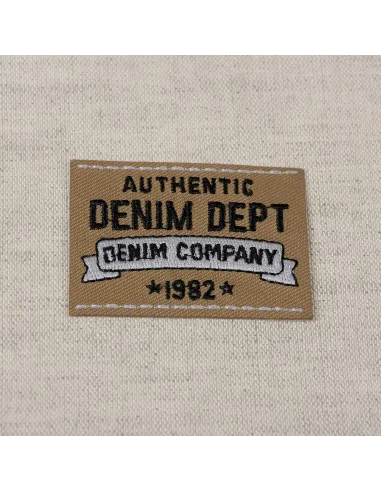 AUTHENTIC
DENIM DEPT
DENIM COMPANY
★1982★